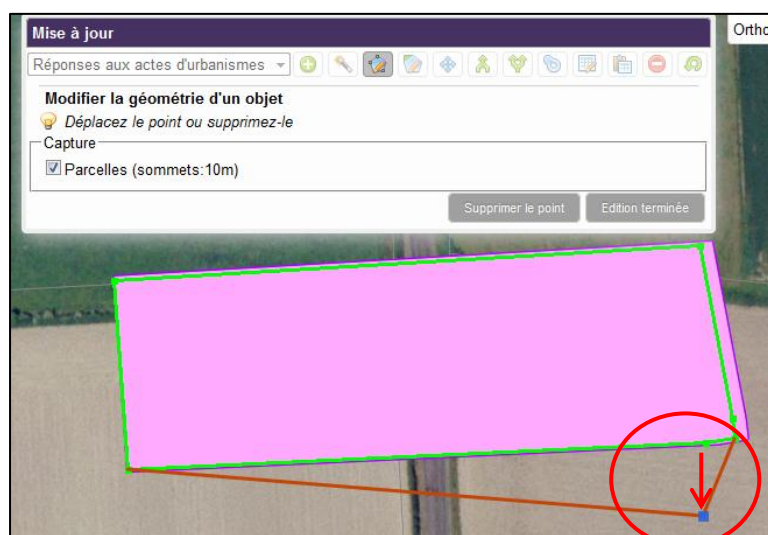 Mise à jour
Ortho
Réponses aux actes d'urbanismes
Modifier la géométrie d'un objet
Déplacez le point ou supprimez-le
Capture
Parcelles (sommets:10m)
Supprimer le point
Edition terminée